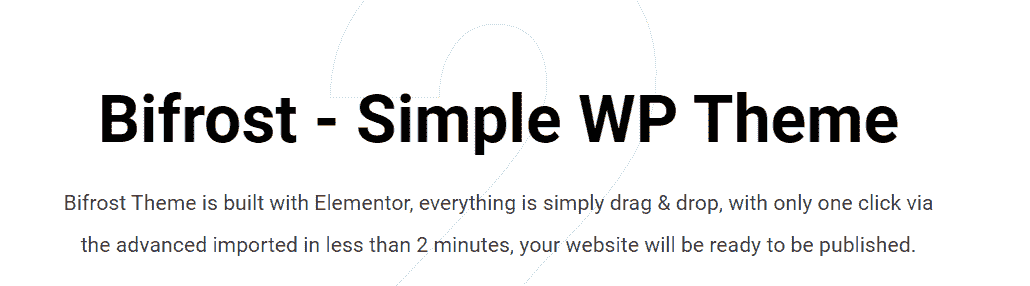 Bifrost - Simple WP Theme
Bifrost Theme is built with Elementor, everything is simply drag & drop, with only one click via
the advanced imported in less than 2 minutes, your website will be ready to be published.